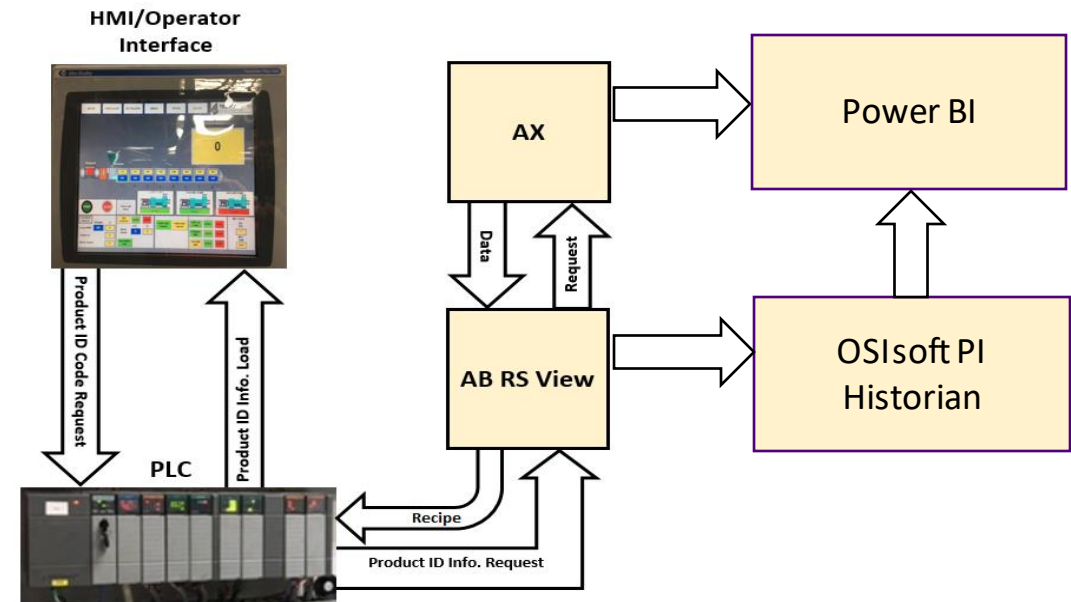 HMI/Operator
Interface
0
AX
Power BI
Data
Request
Product ID Code Request
Product ID Info. Load
AB RS View
OSIsoft PI
Historian
PLC
Recipe
Product ID Info. Request